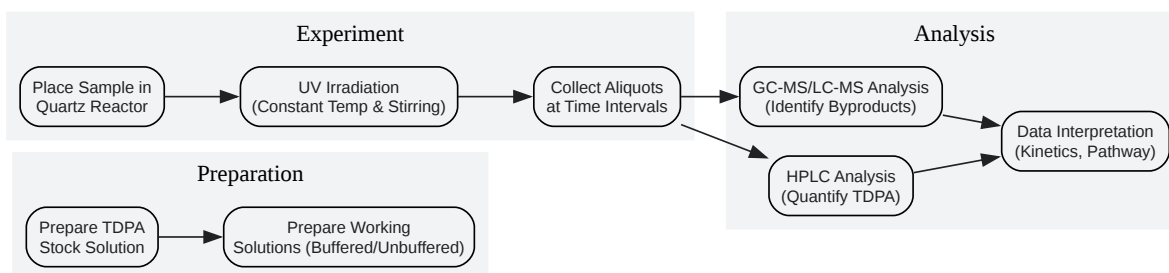 Experiment
Place Sample in
Quartz Reactor
UV Irradiation
(Constant Temp & Stirring)
Collect Aliquots
at Time Intervals
Analysis
GC-MS/LC-MS Analysis
(Identify Byproducts)
HPLC Analysis
(Quantify TDPA)
Data Interpretation
(Kinetics, Pathway)
Preparation
Prepare TDPA
Stock Solution
Prepare Working
Solutions (Buffered/Unbuffered)